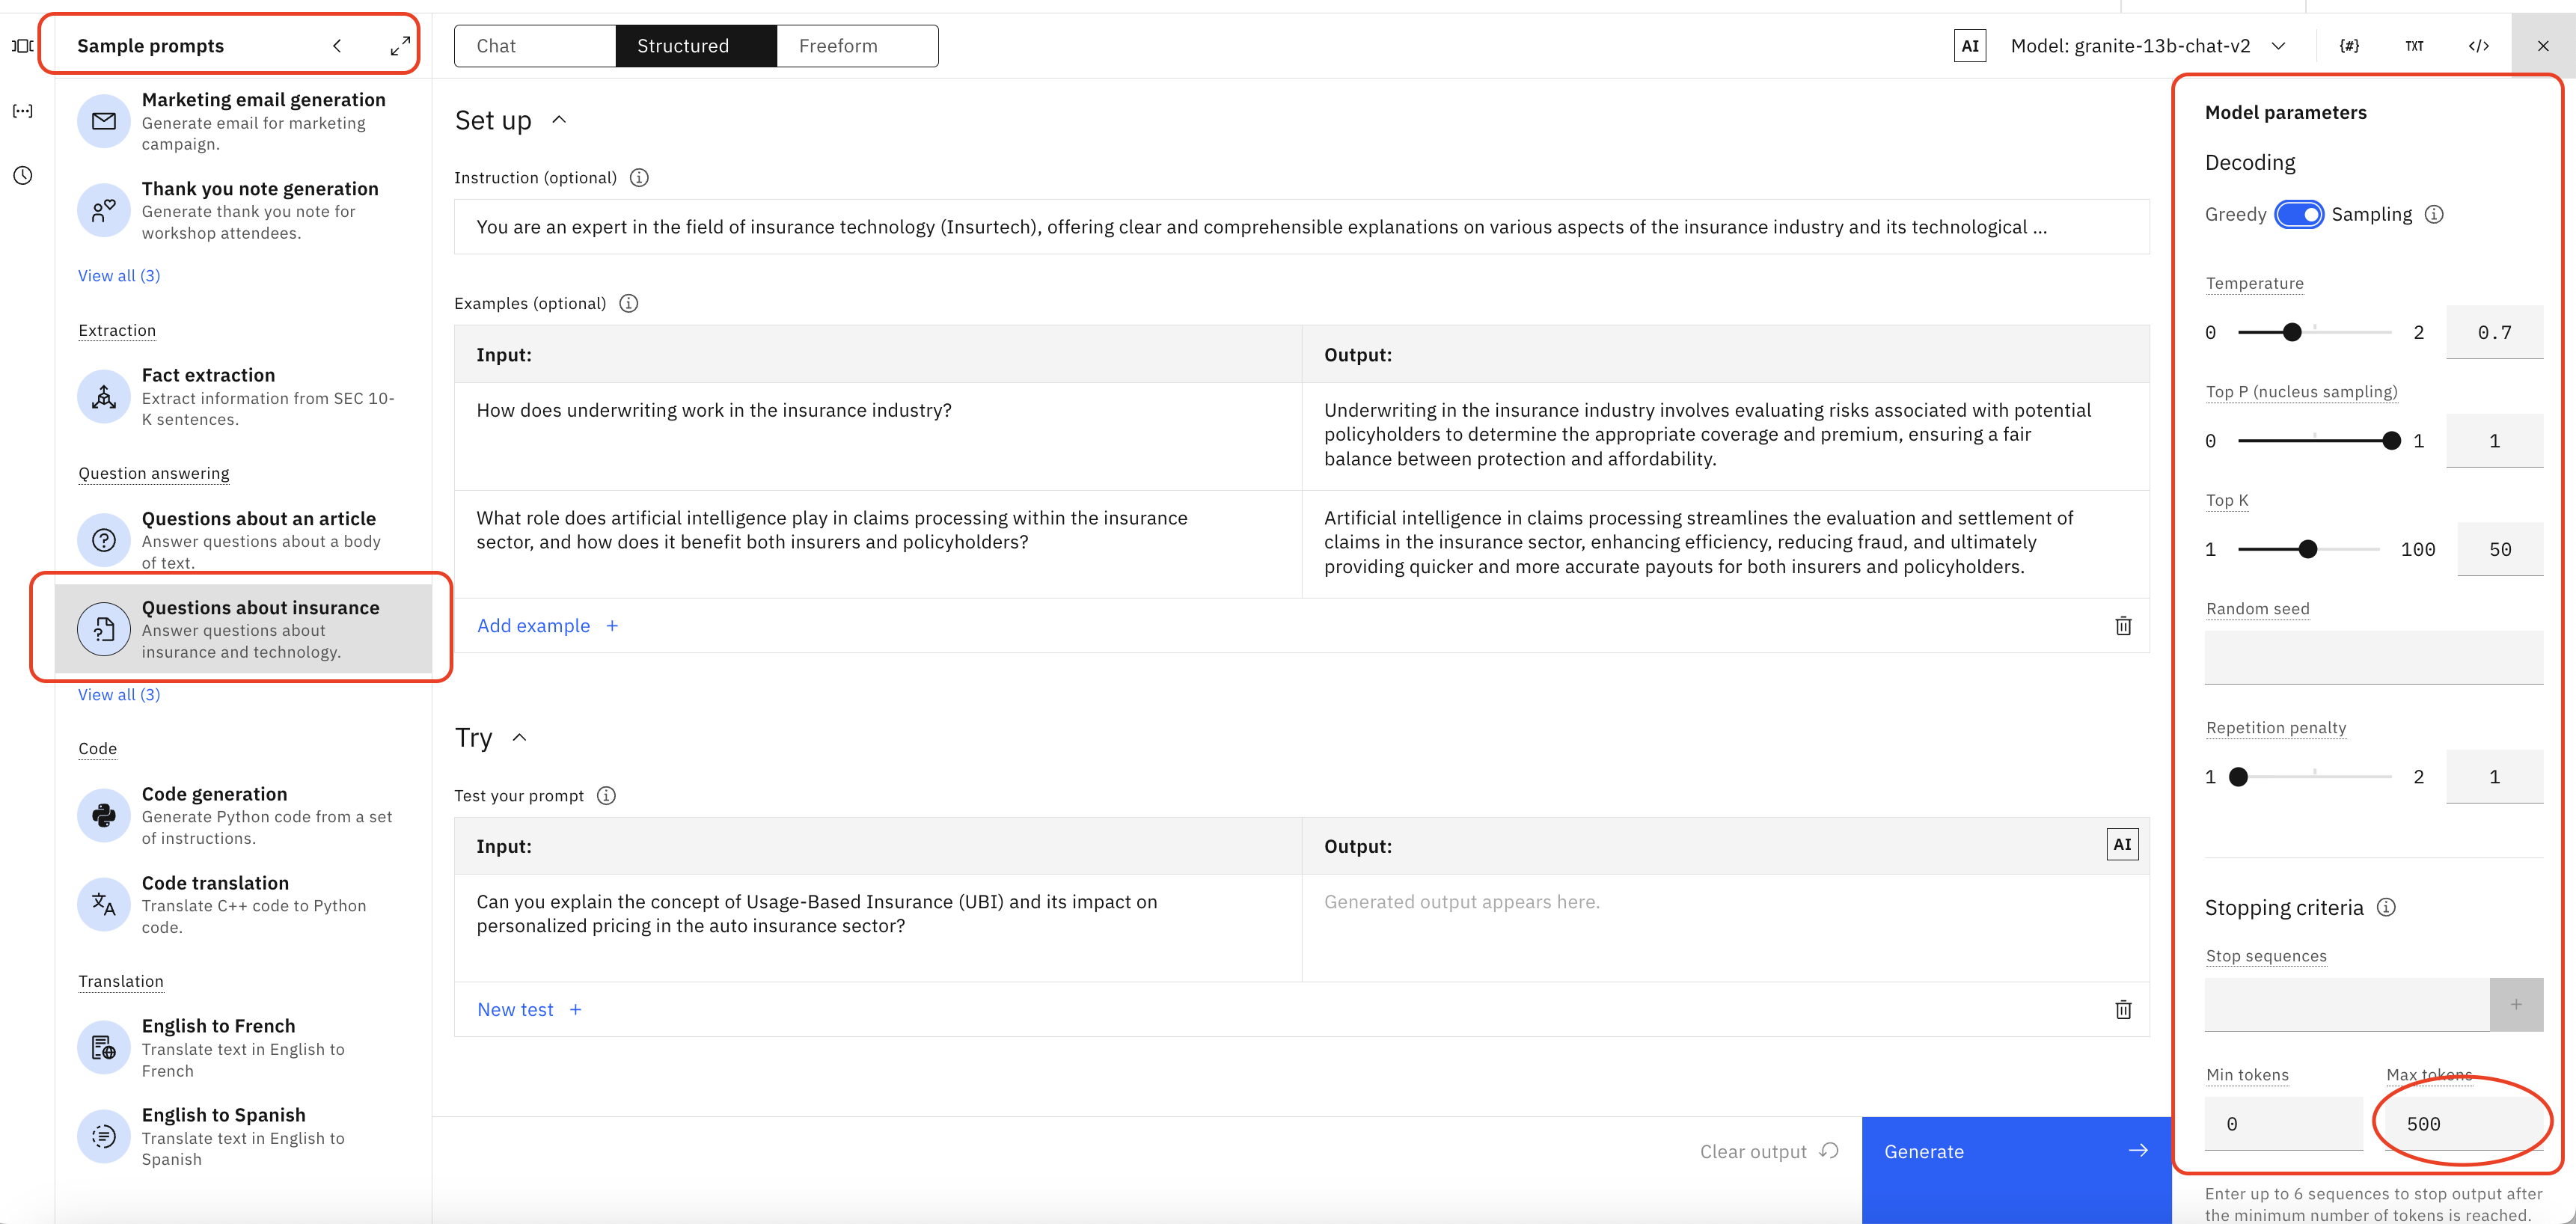 Sample prompts
Chat
Structured
Freeform
AI
Model: granite-13b-chat-v2
{#}
TXT
</>
Marketing email generation
Generate email for marketing
campaign.
Thank you note generation
Generate thank you note for
workshop attendees.
View all (3)
Extraction
Fact extraction
Extract information from SEC 10-
K sentences.
Question answering
Questions about an article
Answer questions about a body
of text.
Questions about insurance
Answer questions about
insurance and technology.
View all (3)
Code
Code generation
Generate Python code from a set
of instructions.
Code translation
Translate C++ code to Python
code.
Translation
English to French
Translate text in English to
French
English to Spanish
Translate text in English to
Spanish
Set up
Instruction (optional)
You are an expert in the field of insurance technology (Insurtech), offering clear and comprehensible explanations on various aspects of the insurance industry and its technological ...
Examples (optional)
Input:
Output:
How does underwriting work in the insurance industry?
Underwriting in the insurance industry involves evaluating risks associated with potential
policyholders to determine the appropriate coverage and premium, ensuring a fair
balance between protection and affordability.
What role does artificial intelligence play in claims processing within the insurance
sector, and how does it benefit both insurers and policyholders?
Artificial intelligence in claims processing streamlines the evaluation and settlement of
claims in the insurance sector, enhancing efficiency, reducing fraud, and ultimately
providing quicker and more accurate payouts for both insurers and policyholders.
Add example +
Try
Test your prompt
Input:
Output:
AI
Can you explain the concept of Usage-Based Insurance (UBI) and its impact on
personalized pricing in the auto insurance sector?
Generated output appears here.
New test +
Clear output
Generate
Model parameters
Decoding
Greedy
Sampling
Temperature
0
2
0.7
Top P (nucleus sampling)
0
1
1
Top K
1
100
50
Random seed
Repetition penalty
1
2
1
Stopping criteria
Stop sequences
+
Min tokens
Max tokens
0
500
Enter up to 6 sequences to stop output after
the minimum number of tokens is reached.